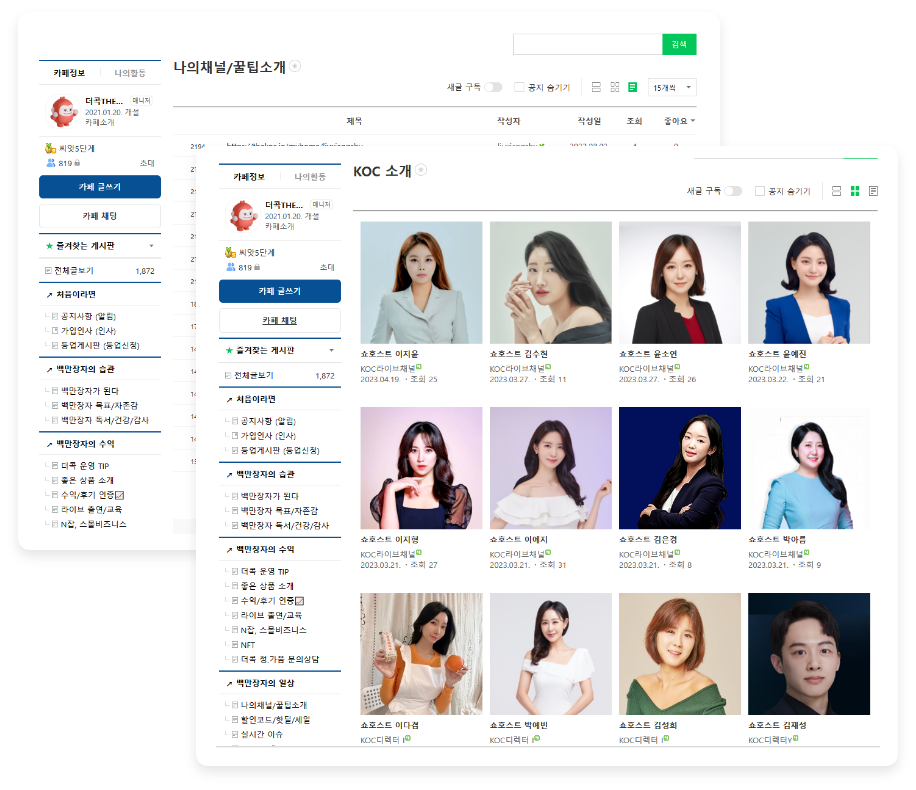 검색
나의채널/꿀팁소개
카페정보
나의활동
새글 구독
공지 숨기기
15개씩
더콕THE...
매니저
2021.01.20. 개설
카페소개
제목
작성자
작성일
조회
좋아요
씨앗5단계
819
초대
카페 글쓰기
카페 채팅
즐겨찾는 게시판
전체글보기
1,872
처음이라면
공지사항 (알림)
가입인사 (인사)
등업게시판 (등업신청)
백만장자의 습관
백만장자가 된다
백만장자 목표/자존감
백만장자 독서/건강/감사
백만장자의 수익
더콕 운영 TIP
좋은 상품 소개
수익/후기 인증
라이브 출연/교육
N잡, 스몰비즈니스
카페정보
나의활동
KOC 소개
새글 구독
공지 숨기기
더콕THE...
매니저
2021.01.20. 개설
카페소개
씨앗5단계
819
초대
카페 글쓰기
카페 채팅
즐겨찾는 게시판
전체글보기
1,872
처음이라면
공지사항 (알림)
가입인사 (인사)
등업게시판 (등업신청)
백만장자의 습관
백만장자가 된다
백만장자 목표/자존감
백만장자 독서/건강/감사
백만장자의 수익
더콕 운영 TIP
좋은 상품 소개
수익/후기 인증
라이브 출연/교육
N잡, 스몰비즈니스
NFT
더콕 정.가품 문의상담
백만장자의 일상
나의채널/꿀팁소개
할인코드/핫딜/세일
실시간 이슈
쇼호스트 이지윤
KOC라이브채널
2023.04.19. · 조회 25
쇼호스트 김수현
KOC라이브채널
2023.03.27. · 조회 11
쇼호스트 윤소연
KOC라이브채널
2023.03.27. · 조회 26
쇼호스트 윤예진
KOC라이브채널
2023.03.22. · 조회 21
쇼호스트 이지형
KOC라이브채널
2023.03.21. · 조회 27
쇼호스트 이예지
KOC라이브채널
2023.03.21. · 조회 31
쇼호스트 김은경
KOC라이브채널
2023.03.21. · 조회 8
쇼호스트 박아름
KOC라이브채널
2023.03.21. · 조회 9
쇼호스트 이다겸
KOC디렉터 I
쇼호스트 박예빈
KOC디렉터 I
쇼호스트 김성희
KOC디렉터 I
쇼호스트 김재성
KOC디렉터Y